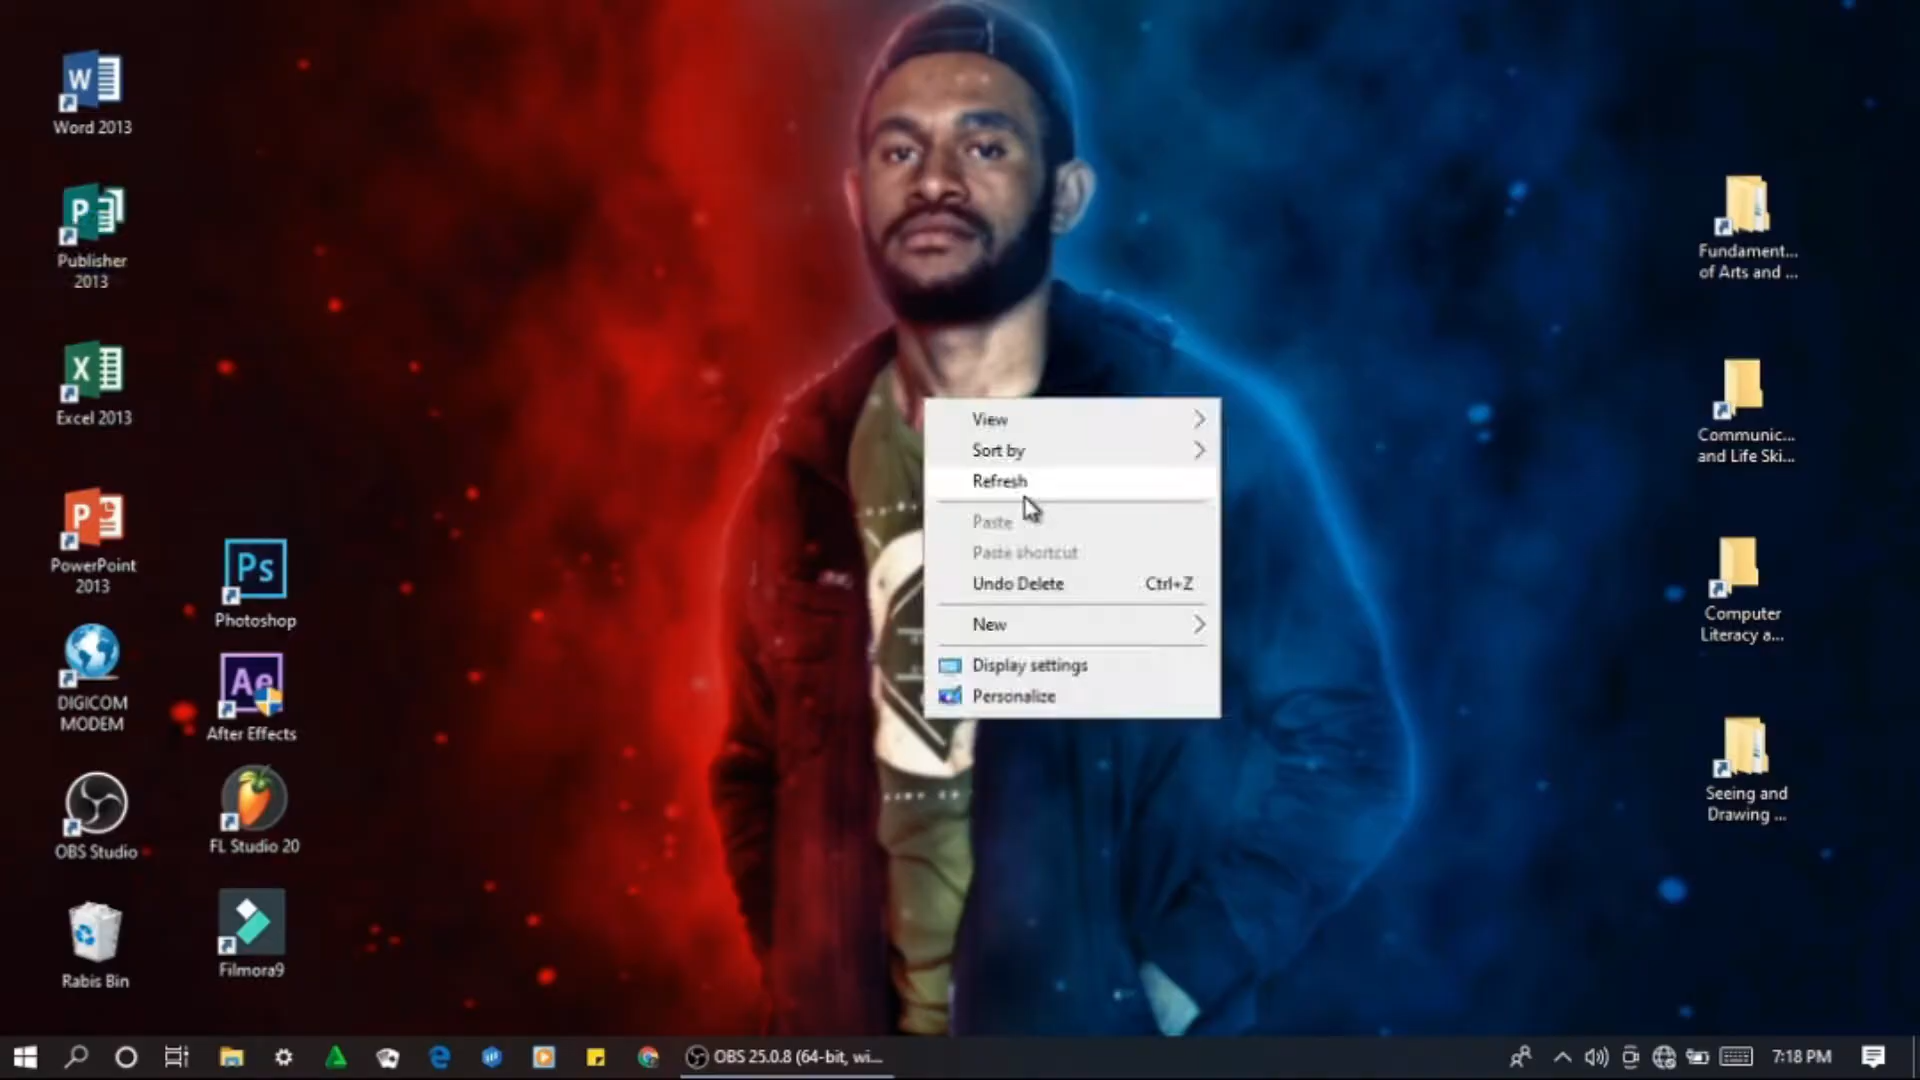 Word 2013
Publisher
2013
Excel 2013
PowerPoint
2013
DIGICOM
MODEM
OBS Studio
Rabis Bin
Ps
Photoshop
Ae
After Effects
FL Studio 20
Filmora9
View
Sort by
Refresh
Paste
Paste shortcut
Undo Delete Ctrl+Z
New
Display settings
Personalize
Fundament...
of Arts and ...
Communic...
and Life Ski...
Computer
Literacy a...
Seeing and
Drawing ...
OBS 25.0.8 (64-bit, wi...
7:18 PM